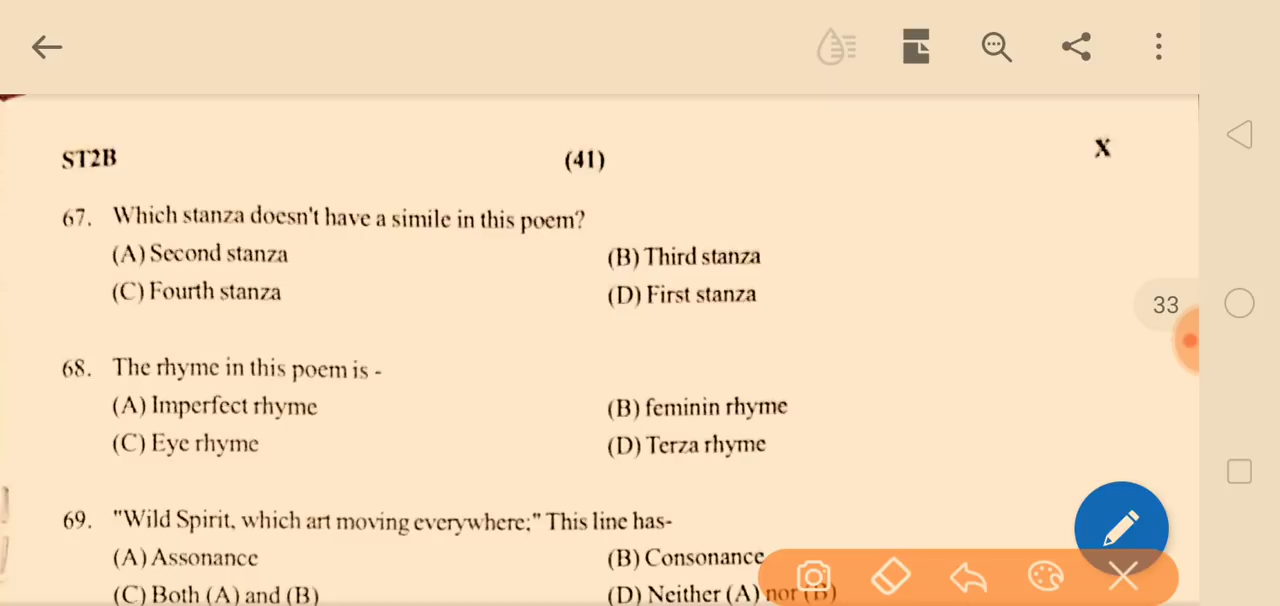 ST2B (41) X
67. Which stanza doesn't have a simile in this poem?
(A) Second stanza (B) Third stanza
(C) Fourth stanza (D) First stanza
33
68. The rhyme in this poem is -
(A) Imperfect rhyme (B) feminin rhyme
(C) Eye rhyme (D) Terza rhyme
69. "Wild Spirit, which art moving everywhere;" This line has-
(A) Assonance (B) Consonance
(C) Both (A) and (B) (D) Neither (A) nor (B)